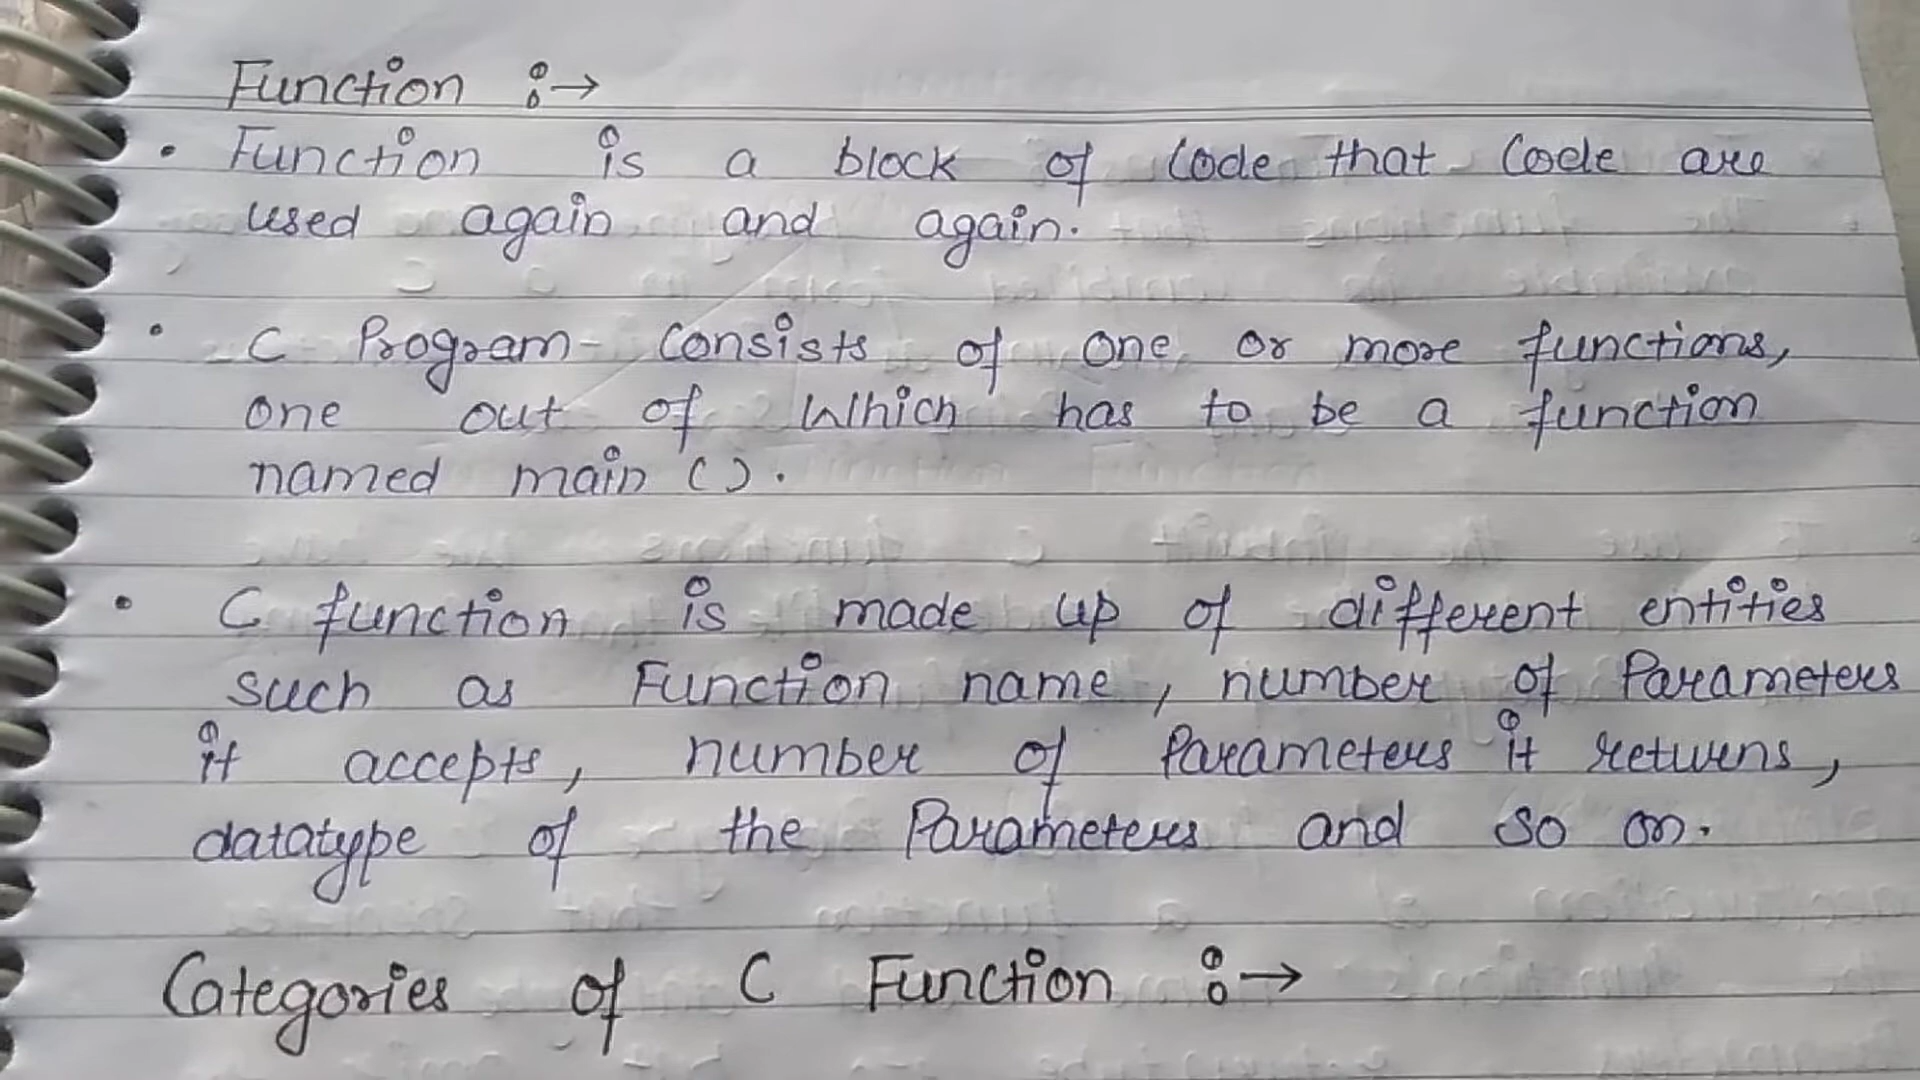 Function :→
• Function is a block of Code that Code are
used again and again.
• C Program Consists of one or more functions,
one out of Which has to be a function
named main ().
• C function is made up of different entities
such as Function name, number of Parameters
it accepts, number of Parameters it returns,
datatype of the Parameters and so on.
Categories of C Function :→